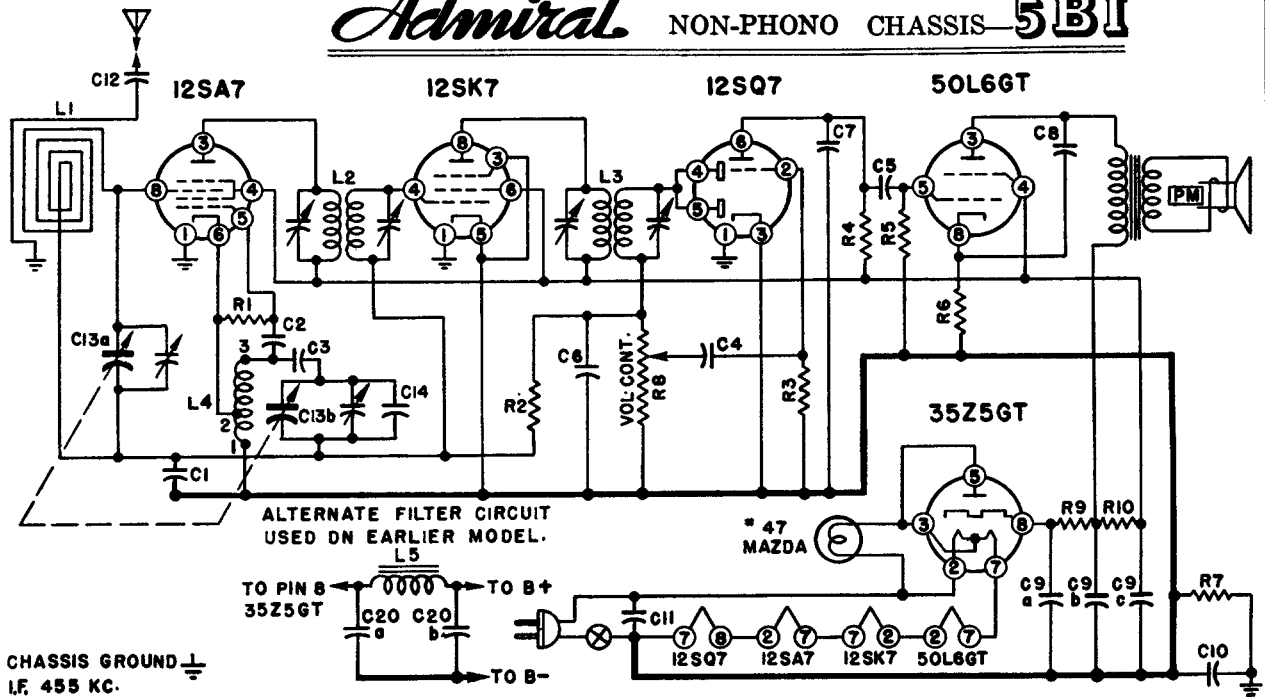 Admiral NON-PHONO CHASSIS—5B1
C12
12SA7
12SK7
12SQ7
50L6GT
L1
3
8
4
5
1
6
L2
8
3
4
6
1
5
L3
6
4
2
5
1
3
C7
C5
R4
R5
3
5
4
8
C8
PM
R6
C13a
R1
C2
3
C3
L4
2
1
C13b
C14
C1
R2
C6
VOL. CONT.
R8
C4
R3
35Z5GT
5
3
8
2
7
R9
R10
* 47
MAZDA
C9
a
C9
b
C9
c
R7
C10
ALTERNATE FILTER CIRCUIT
USED ON EARLIER MODEL.
L5
TO PIN 8
35Z5GT
TO B+
C20
a
C20
b
TO B-
C11
7 8
12SQ7
2 7
12SA7
7 2
12SK7
2 7
50L6GT
CHASSIS GROUND
I.F. 455 KC.